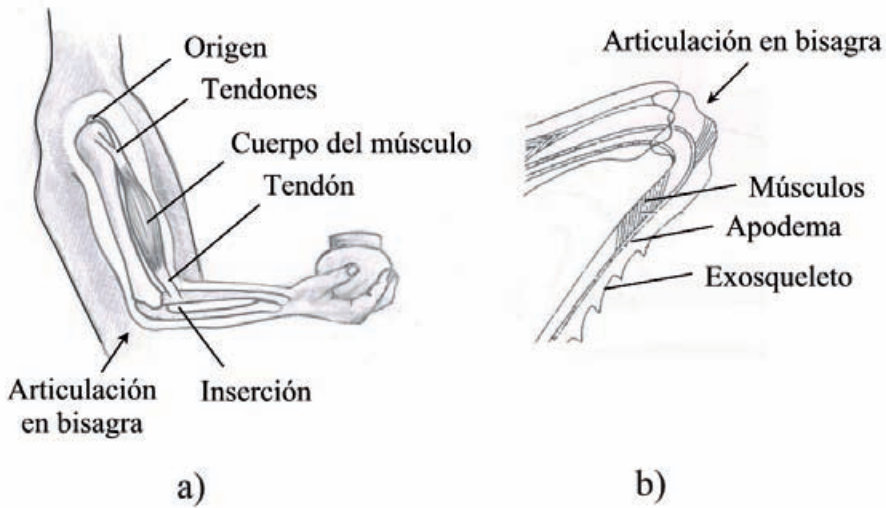 Origen
Tendones
Cuerpo del músculo
Tendón
Articulación
en bisagra
Inserción
a)
Articulación en bisagra
Músculos
Apodema
Exosqueleto
b)